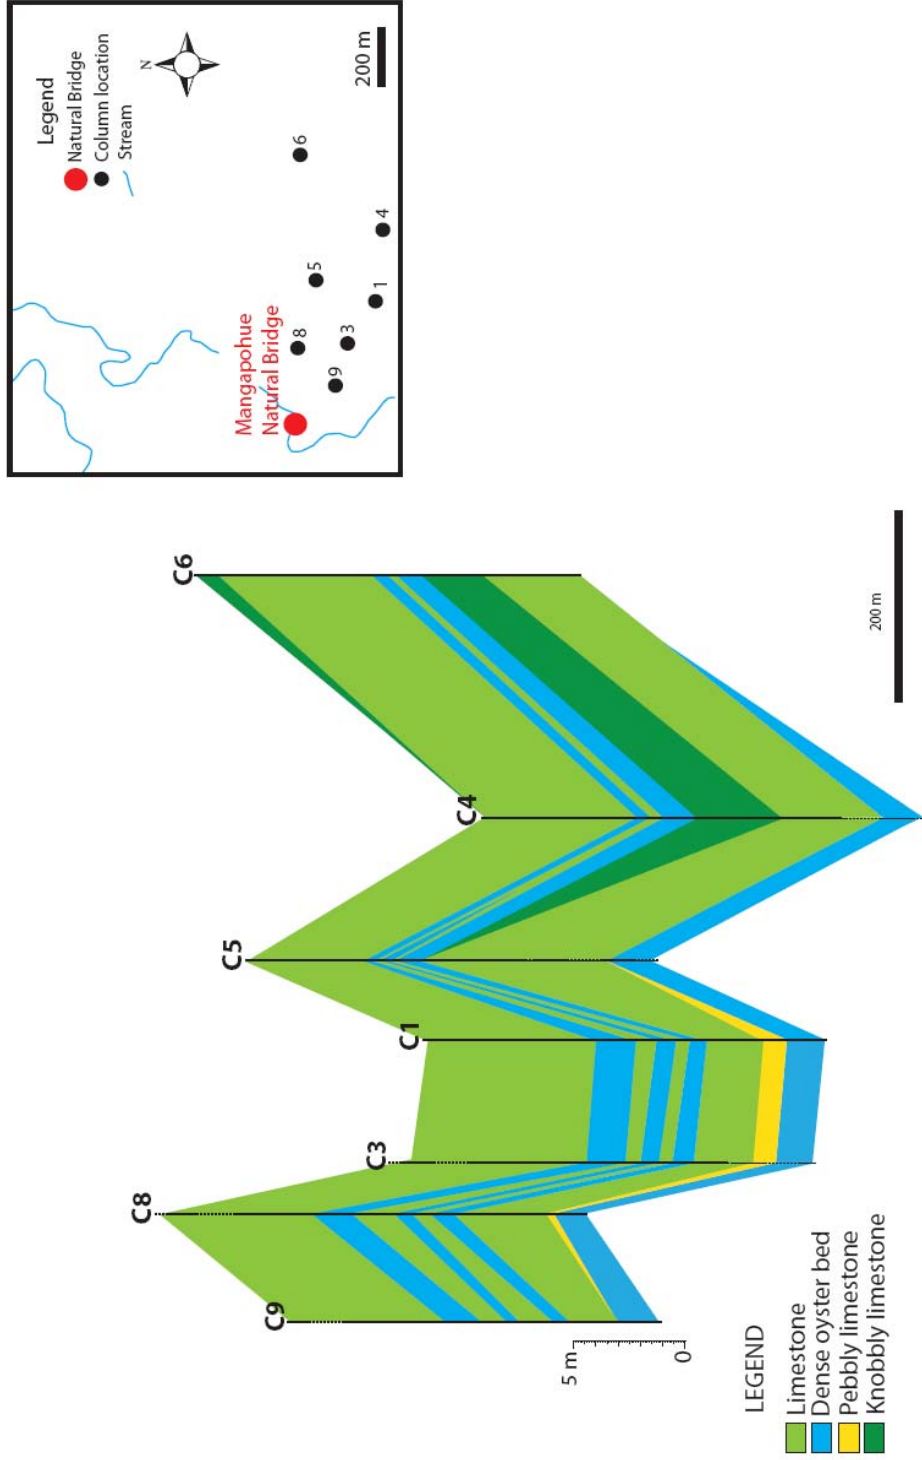 Legend
Natural Bridge
Column location
Stream
N
200 m
Mangapohue
Natural Bridge
6
4
5
1
8
3
9
C9
C8
C3
C1
C5
C4
C6
5 m
0
200 m
LEGEND
Limestone
Dense oyster bed
Pebbly limestone
Knobbly limestone